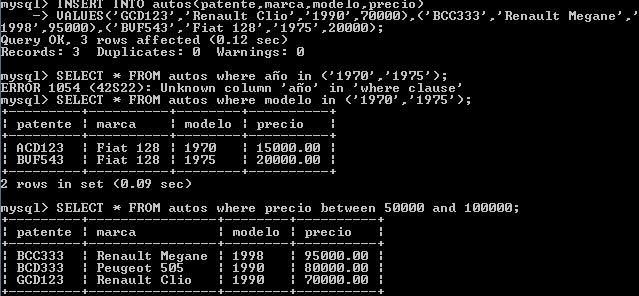 mysql> INSERT INTO autos(patente,marca,modelo,precio)
    -> VALUES('GCD123','Renault Clio','1990',70000),('BCC333','Renault Megane','
1998',95000),('BUF543','Fiat 128','1975',20000);
Query OK, 3 rows affected (0.12 sec)
Records: 3  Duplicates: 0  Warnings: 0
mysql> SELECT * FROM autos where año in ('1970','1975');
ERROR 1054 (42S22): Unknown column 'año' in 'where clause'
mysql> SELECT * FROM autos where modelo in ('1970','1975');
+---------+----------+--------+----------+
| patente | marca    | modelo | precio   |
+---------+----------+--------+----------+
| ACD123  | Fiat 128 | 1970   | 15000.00 |
| BUF543  | Fiat 128 | 1975   | 20000.00 |
+---------+----------+--------+----------+
2 rows in set (0.09 sec)
mysql> SELECT * FROM autos where precio between 50000 and 100000;
+---------+----------------+--------+----------+
| patente | marca          | modelo | precio   |
+---------+----------------+--------+----------+
| BCC333  | Renault Megane | 1998   | 95000.00 |
| BCD333  | Peugot 505     | 1990   | 80000.00 |
| GCD123  | Renault Clio   | 1990   | 70000.00 |
+---------+----------------+--------+----------+